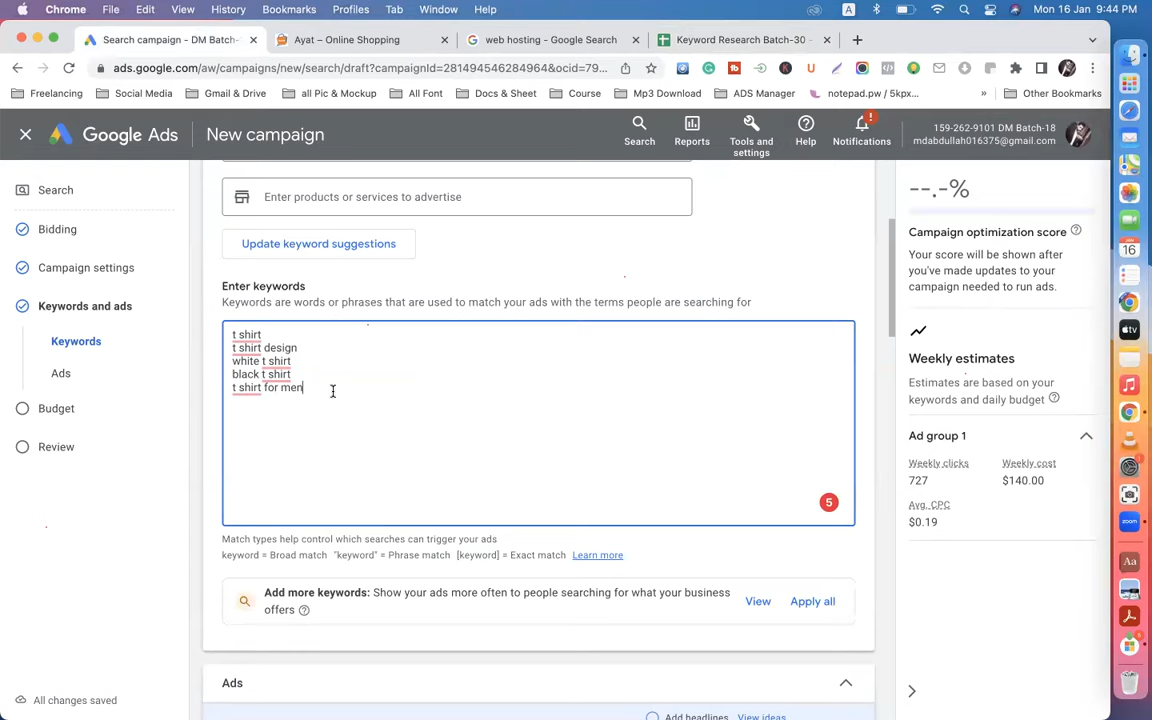 Chrome File Edit View History Bookmarks Profiles Tab Window Help A Mon 16 Jan 9:44 PM
Search campaign - DM Batch- Ayat – Online Shopping web hosting - Google Search Keyword Research Batch-30 -
ads.google.com/aw/campaigns/new/search/draft?campaignId=281494546284964&ocid=79...
Freelancing Social Media Gmail & Drive all Pic & Mockup All Font Docs & Sheet Course Mp3 Download ADS Manager notepad.pw / 5kpx... » Other Bookmarks
Google Ads New campaign
Search Reports Tools and settings Help Notifications
159-262-9101 DM Batch-18
mdabdullah016375@gmail.com
Search
Bidding
Campaign settings
Keywords and ads
Keywords
Ads
Budget
Review
All changes saved
Enter products or services to advertise
Update keyword suggestions
Enter keywords
Keywords are words or phrases that are used to match your ads with the terms people are searching for
t shirt
t shirt design
white t shirt
black t shirt
t shirt for men
5
Match types help control which searches can trigger your ads
keyword = Broad match "keyword" = Phrase match [keyword] = Exact match Learn more
Add more keywords: Show your ads more often to people searching for what your business
offers
View Apply all
Ads
Add headlines View ideas
--.-%
Campaign optimization score
Your score will be shown after
you've made updates to your
campaign needed to run ads.
Weekly estimates
Estimates are based on your
keywords and daily budget
Ad group 1
Weekly clicks Weekly cost
727 $140.00
Avg. CPC
$0.19